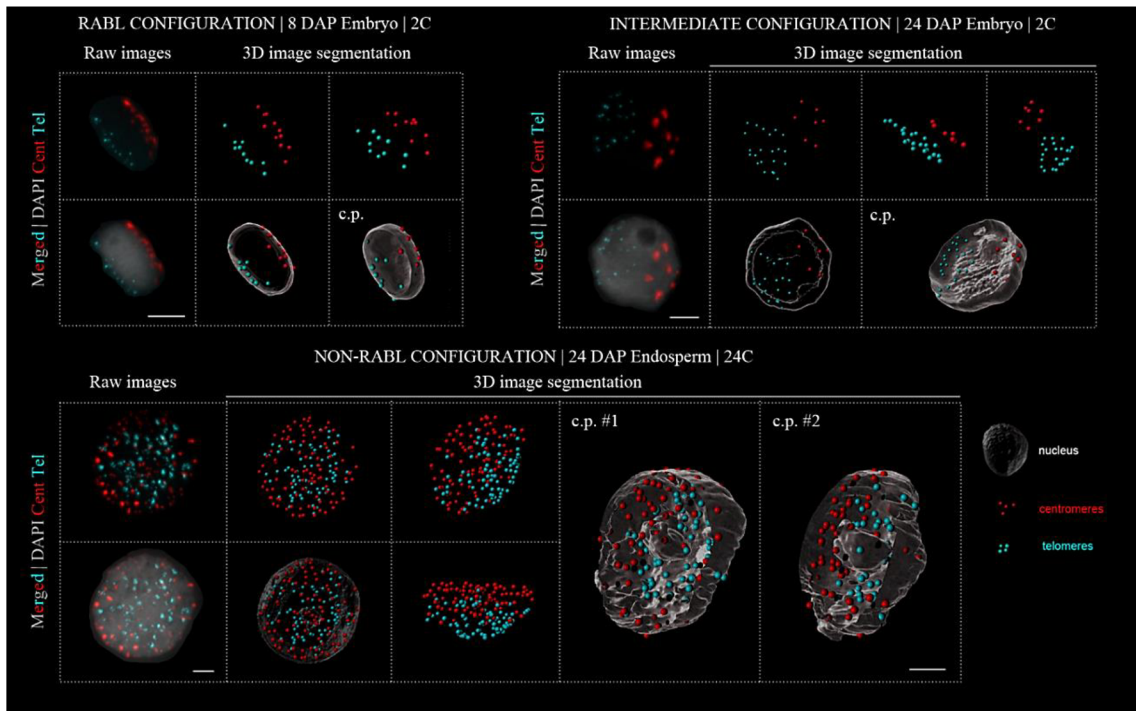 RABL CONFIGURATION | 8 DAP Embryo | 2C
Raw images
3D image segmentation
Merged | DAPI Cent Tel
c.p.
INTERMEDIATE CONFIGURATION | 24 DAP Embryo | 2C
Raw images
3D image segmentation
Merged | DAPI Cent Tel
c.p.
NON-RABL CONFIGURATION | 24 DAP Endosperm | 24C
Raw images
3D image segmentation
Merged | DAPI Cent Tel
c.p. #1
c.p. #2
nucleus
centromeres
telomeres